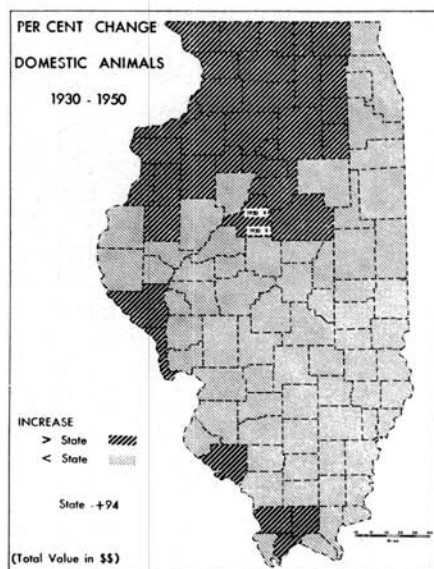 PER CENT CHANGE
DOMESTIC ANIMALS
1930 - 1950
INCREASE
> State
< State
State +94
(Total Value in $$)